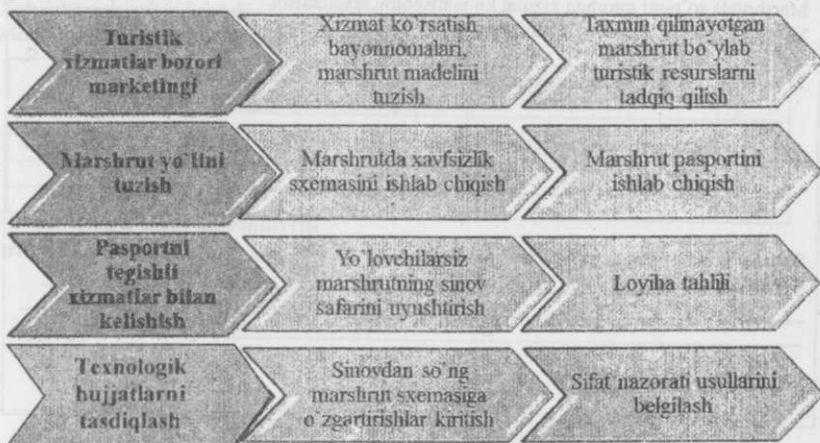 Turistik
xizmatlar bozori
marketingi
Xizmat ko`rsatish
bayonnomalari,
marshrut madelini
tuzish
Taxmin qilinayotgan
marshrut bo`ylab
turistik resurslarni
tadqiq qilish
Marshrut yo`lini
tuzish
Marshrutda xavfsizlik
sxemasini ishlab chiqish
Marshrut pasportini
ishlab chiqish
Pasportni
tegishli
xizmatlar bilan
kelishish
Yo`lovchilarsiz
marshrutning sinov
safarini uyushtirish
Loyiha tahlili
Texnologik
hujjatlarni
tasdiqlash
Sinovdan so`ng
marshrut sxemasiga
o`zgartirishlar kiritish
Sifat nazorati usullarini
belgilash